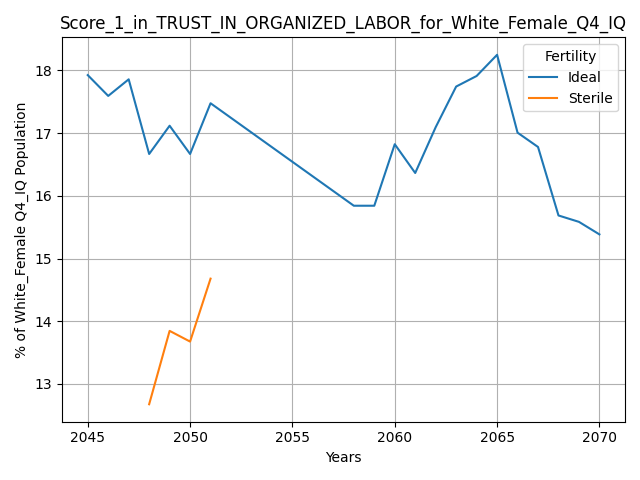 Score_1_in_TRUST_IN_ORGANIZED_LABOR_for_White_Female_Q4_IQ
Fertility
Ideal
Sterile
% of White_Female Q4_IQ Population
18
17
16
15
14
13
2045
2050
2055
2060
2065
2070
Years